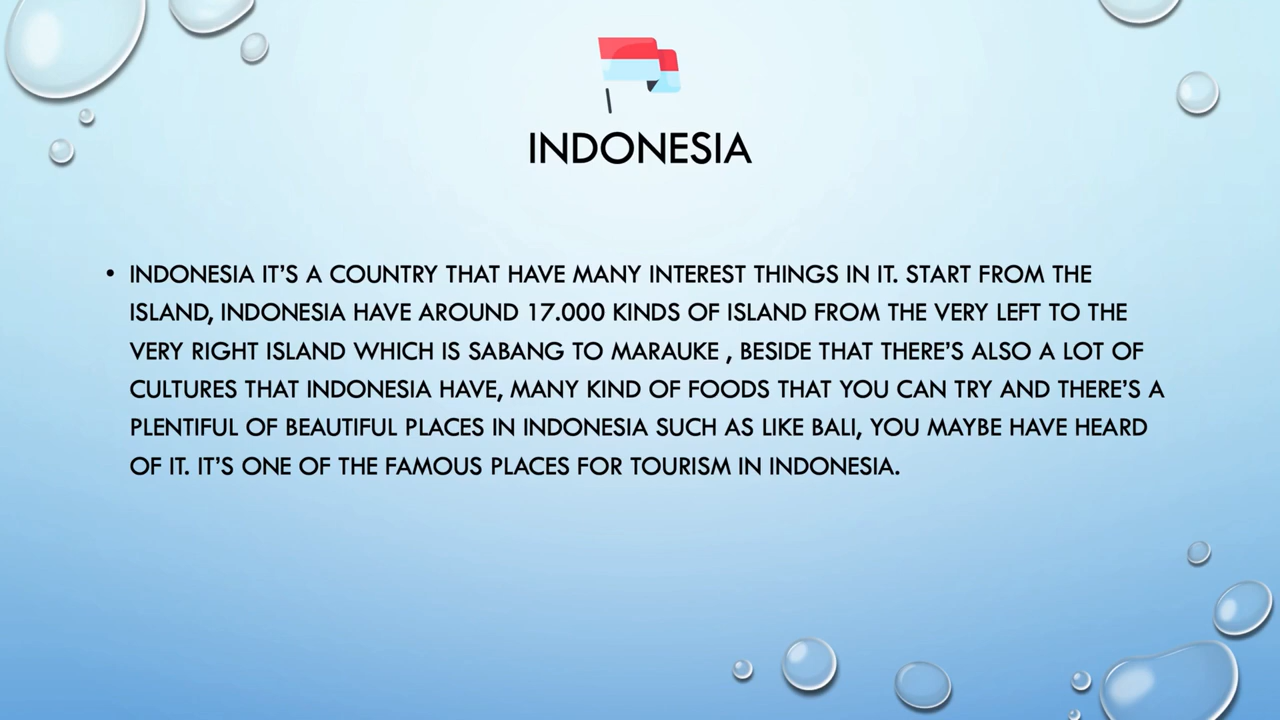 INDONESIA
• INDONESIA IT'S A COUNTRY THAT HAVE MANY INTEREST THINGS IN IT. START FROM THE
ISLAND, INDONESIA HAVE AROUND 17.000 KINDS OF ISLAND FROM THE VERY LEFT TO THE
VERY RIGHT ISLAND WHICH IS SABANG TO MARAUKE , BESIDE THAT THERE'S ALSO A LOT OF
CULTURES THAT INDONESIA HAVE, MANY KIND OF FOODS THAT YOU CAN TRY AND THERE'S A
PLENTIFUL OF BEAUTIFUL PLACES IN INDONESIA SUCH AS LIKE BALI, YOU MAYBE HAVE HEARD
OF IT. IT'S ONE OF THE FAMOUS PLACES FOR TOURISM IN INDONESIA.